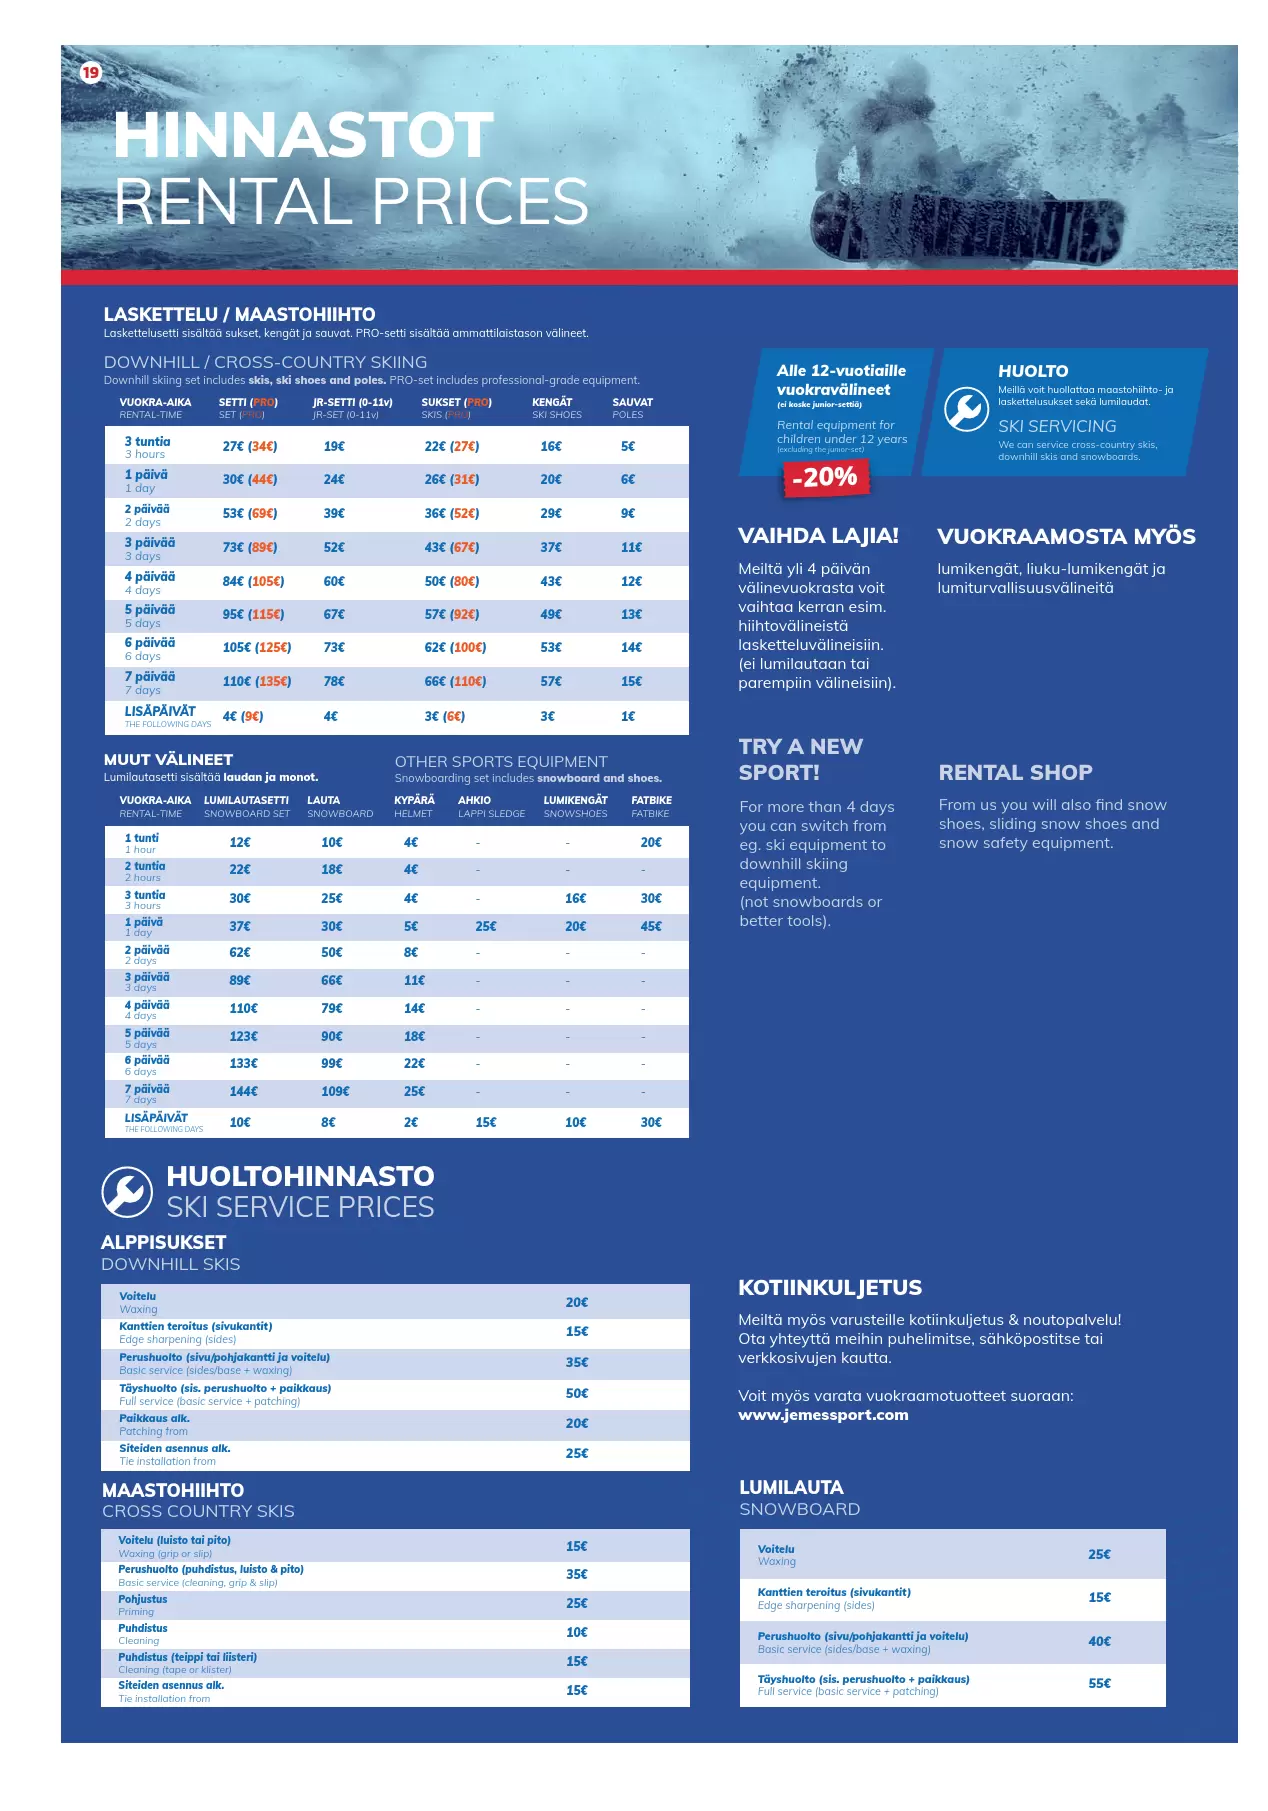 19
HINNASTOT
RENTAL PRICES
LASKETTELU / MAASTOHIIHTO
Laskettelusetti sisältää sukset, kengät ja sauvat. PRO-setti sisältää ammattilaistason välineet.
DOWNHILL / CROSS-COUNTRY SKIING
Downhill skiing set includes skis, ski shoes and poles. PRO-set includes professional-grade equipment.
VUOKRA-AIKA SETTI (PRO) JR-SETTI (0-11v) SUKSET (PRO) KENGÄT SAUVAT
RENTAL-TIME SET (PRO) JR-SET (0-11v) SKIS (PRO) SKI SHOES POLES
3 tuntia
3 hours
27€ (34€) 19€ 22€ (27€) 16€ 5€
1 päivä
1 day
30€ (44€) 24€ 26€ (31€) 20€ 6€
2 päivää
2 days
53€ (69€) 39€ 36€ (52€) 29€ 9€
3 päivää
3 days
73€ (89€) 52€ 43€ (67€) 37€ 11€
4 päivää
4 days
84€ (105€) 60€ 50€ (80€) 43€ 12€
5 päivää
5 days
95€ (115€) 67€ 57€ (92€) 49€ 13€
6 päivää
6 days
105€ (125€) 73€ 62€ (100€) 53€ 14€
7 päivää
7 days
110€ (135€) 78€ 66€ (110€) 57€ 15€
LISÄPÄIVÄT
THE FOLLOWING DAYS
4€ (9€) 4€ 3€ (6€) 3€ 1€
MUUT VÄLINEET
Lumilautasetti sisältää laudan ja monot.
OTHER SPORTS EQUIPMENT
Snowboarding set includes snowboard and shoes.
VUOKRA-AIKA LUMILAUTASETTI LAUTA KYPÄRÄ AHKIO LUMIKENGÄT FATBIKE
RENTAL-TIME SNOWBOARD SET SNOWBOARD HELMET LAPPI SLEDGE SNOWSHOES FATBIKE
1 tunti
1 hour
12€ 10€ 4€ - - 20€
2 tuntia
2 hours
22€ 18€ 4€ - - -
3 tuntia
3 hours
30€ 25€ 4€ - 16€ 30€
1 päivä
1 day
37€ 30€ 5€ 25€ 20€ 45€
2 päivää
2 days
62€ 50€ 8€ - - -
3 päivää
3 days
89€ 66€ 11€ - - -
4 päivää
4 days
110€ 79€ 14€ - - -
5 päivää
5 days
123€ 90€ 18€ - - -
6 päivää
6 days
133€ 99€ 22€ - - -
7 päivää
7 days
144€ 109€ 25€ - - -
LISÄPÄIVÄT
THE FOLLOWING DAYS
10€ 8€ 2€ 15€ 10€ 30€
Alle 12-vuotiaille
vuokravälineet
(ei koske junior-settiä)
Rental equipment for
children under 12 years
(excluding the junior-set)
-20%
HUOLTO
Meillä voit huollattaa maastohiihto- ja
laskettelusukset sekä lumilaudat.
SKI SERVICING
We can service cross-country skis,
downhill skis and snowboards.
VAIHDA LAJIA!
Meiltä yli 4 päivän
välinevuokrasta voit
vaihtaa kerran esim.
hiihtovälineistä
lasketteluvälineisiin.
(ei lumilautaan tai
parempiin välineisiin).
VUOKRAAMOSTA MYÖS
lumikengät, liuku-lumikengät ja
lumiturvallisuusvälineitä
TRY A NEW
SPORT!
For more than 4 days
you can switch from
eg. ski equipment to
downhill skiing
equipment.
(not snowboards or
better tools).
RENTAL SHOP
From us you will also find snow
shoes, sliding snow shoes and
snow safety equipment.
HUOLTOHINNASTO
SKI SERVICE PRICES
ALPPISUKSET
DOWNHILL SKIS
Voitelu
Waxing
20€
Kanttien teroitus (sivukantit)
Edge sharpening (sides)
15€
Perushuolto (sivu/pohjakantti ja voitelu)
Basic service (sides/base + waxing)
35€
Täyshuolto (sis. perushuolto + paikkaus)
Full service (basic service + patching)
50€
Paikkaus alk.
Patching from
20€
Siteiden asennus alk.
Tie installation from
25€
KOTIINKULJETUS
Meiltä myös varusteille kotiinkuljetus & noutopalvelu!
Ota yhteyttä meihin puhelimitse, sähköpostitse tai
verkkosivujen kautta.
Voit myös varata vuokraamotuotteet suoraan:
www.jemessport.com
MAASTOHIIHTO
CROSS COUNTRY SKIS
Voitelu (luisto tai pito)
Waxing (grip or slip)
15€
Perushuolto (puhdistus, luisto & pito)
Basic service (cleaning, grip & slip)
35€
Pohjustus
Priming
25€
Puhdistus
Cleaning
10€
Puhdistus (teippi tai liisteri)
Cleaning (tape or klister)
15€
Siteiden asennus alk.
Tie installation from
15€
LUMILAUTA
SNOWBOARD
Voitelu
Waxing
25€
Kanttien teroitus (sivukantit)
Edge sharpening (sides)
15€
Perushuolto (sivu/pohjakantti ja voitelu)
Basic service (sides/base + waxing)
40€
Täyshuolto (sis. perushuolto + paikkaus)
Full service (basic service + patching)
55€